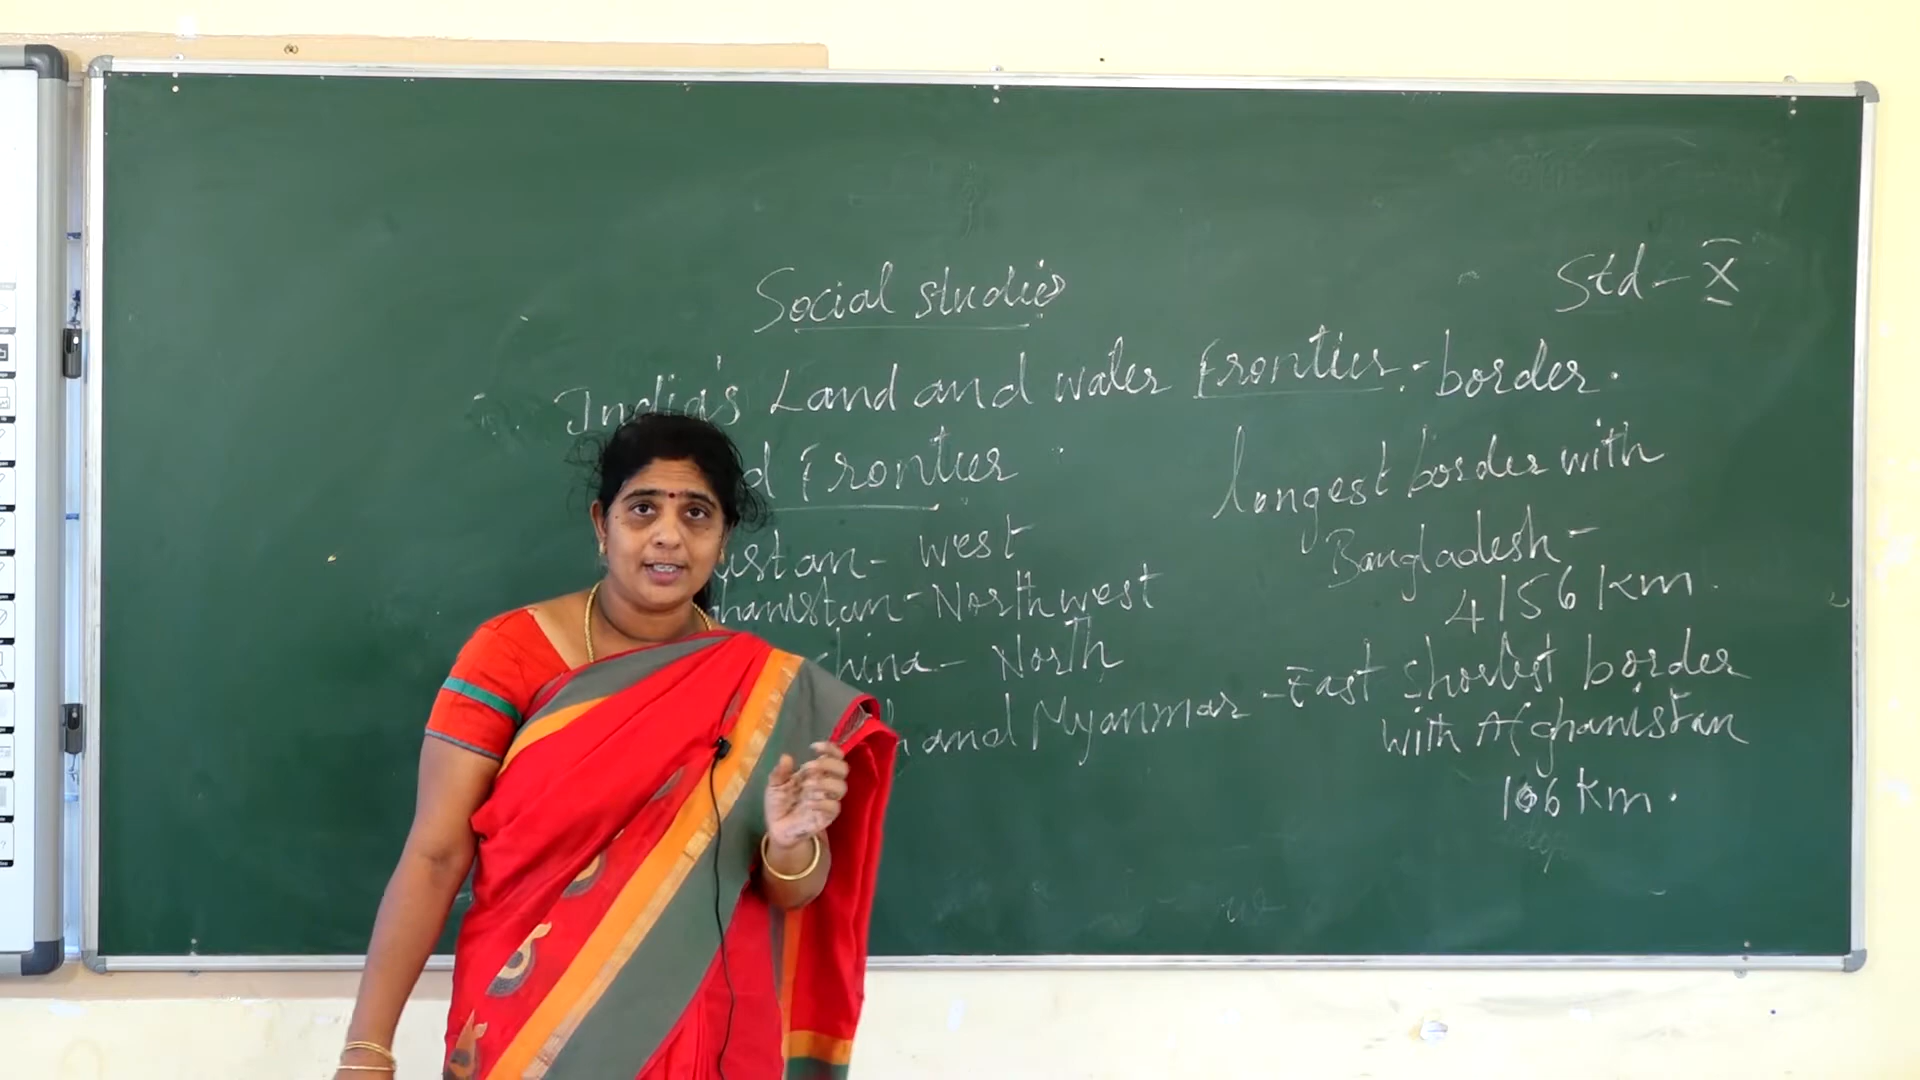 Social studies
Std - X
India's Land and water Frontier - border.
Frontier
west
- Northwest
China - North
and Myanmar - East
longest border with
Bangladesh -
4156 km.
shortest border
with Afghanistan
106 km.